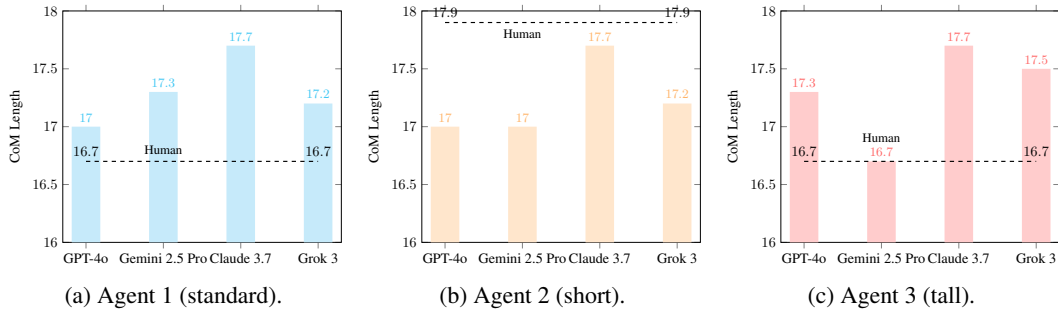 CoM Length
18
17.5
17
16.5
16
17
17.3
17.7
17.2
16.7
Human
16.7
GPT-4o
Gemini 2.5 Pro
Claude 3.7
Grok 3
(a) Agent 1 (standard).
CoM Length
18
17.5
17
16.5
16
17.9
Human
17.9
17
17
17.7
17.2
GPT-4o
Gemini 2.5 Pro
Claude 3.7
Grok 3
(b) Agent 2 (short).
CoM Length
18
17.5
17
16.5
16
17.3
16.7
17.7
17.5
16.7
Human
16.7
GPT-4o
Gemini 2.5 Pro
Claude 3.7
Grok 3
(c) Agent 3 (tall).